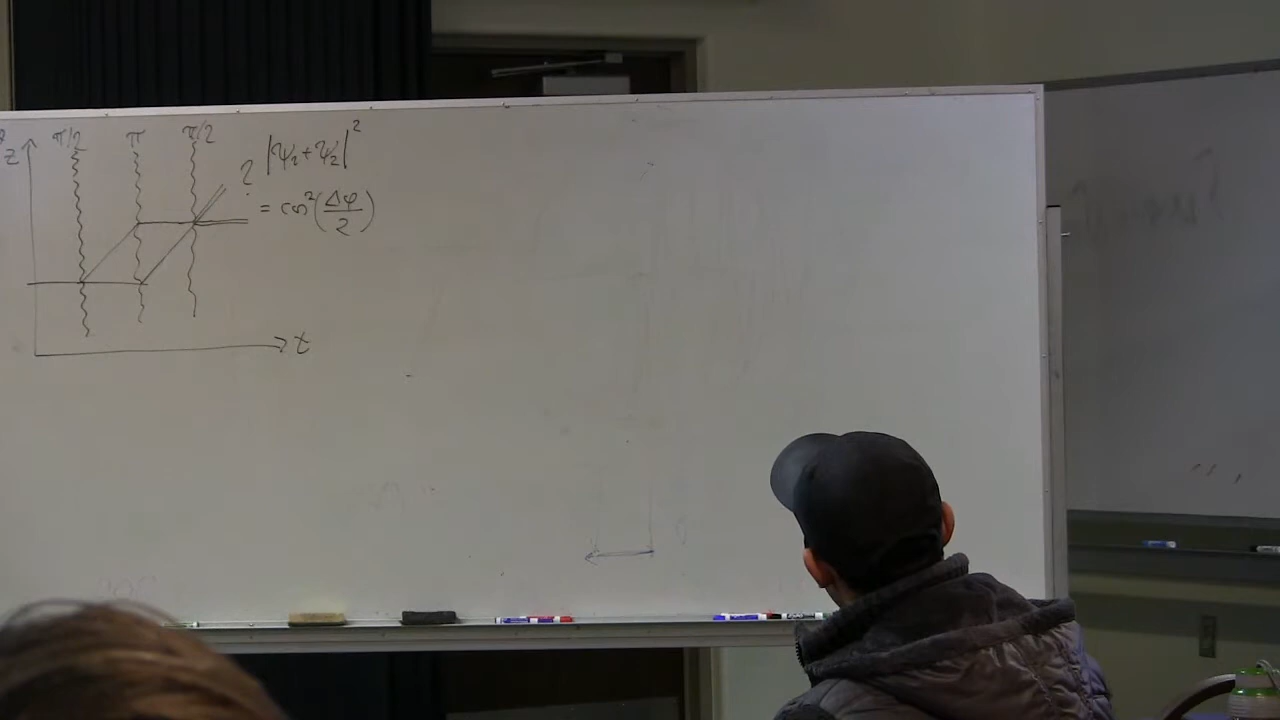 π/2 π π/2
z
? |ψ₁+ψ₂|²
= cos²(Δφ/2)
t